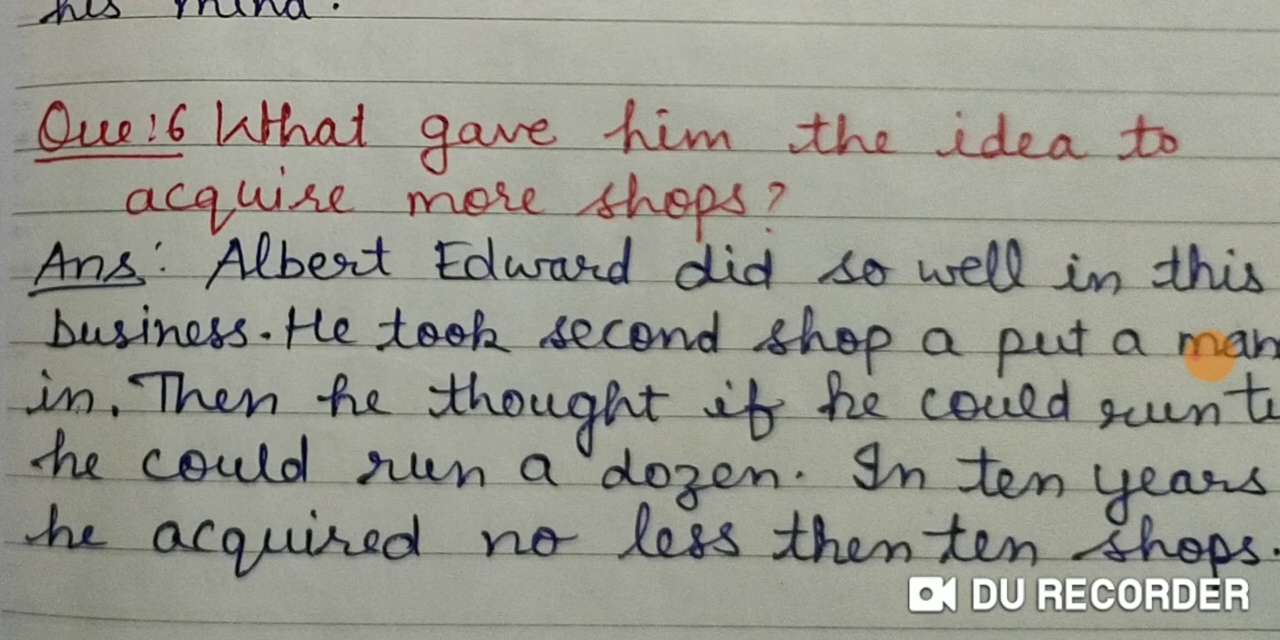 his mind.
Que:6 What gave him the idea to
acquire more shops?
Ans: Albert Edward did so well in this
business. He took second shop a put a man
in. Then he thought if he could run
he could run a dozen. In ten years
he acquired no less then ten shops.
DU RECORDER